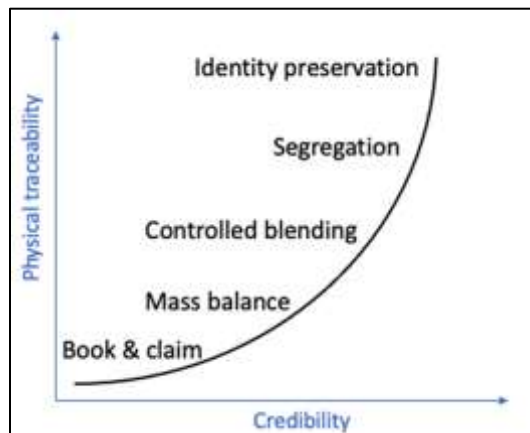 Identity preservation
Segregation
Controlled blending
Mass balance
Book & claim
Physical traceability
Credibility